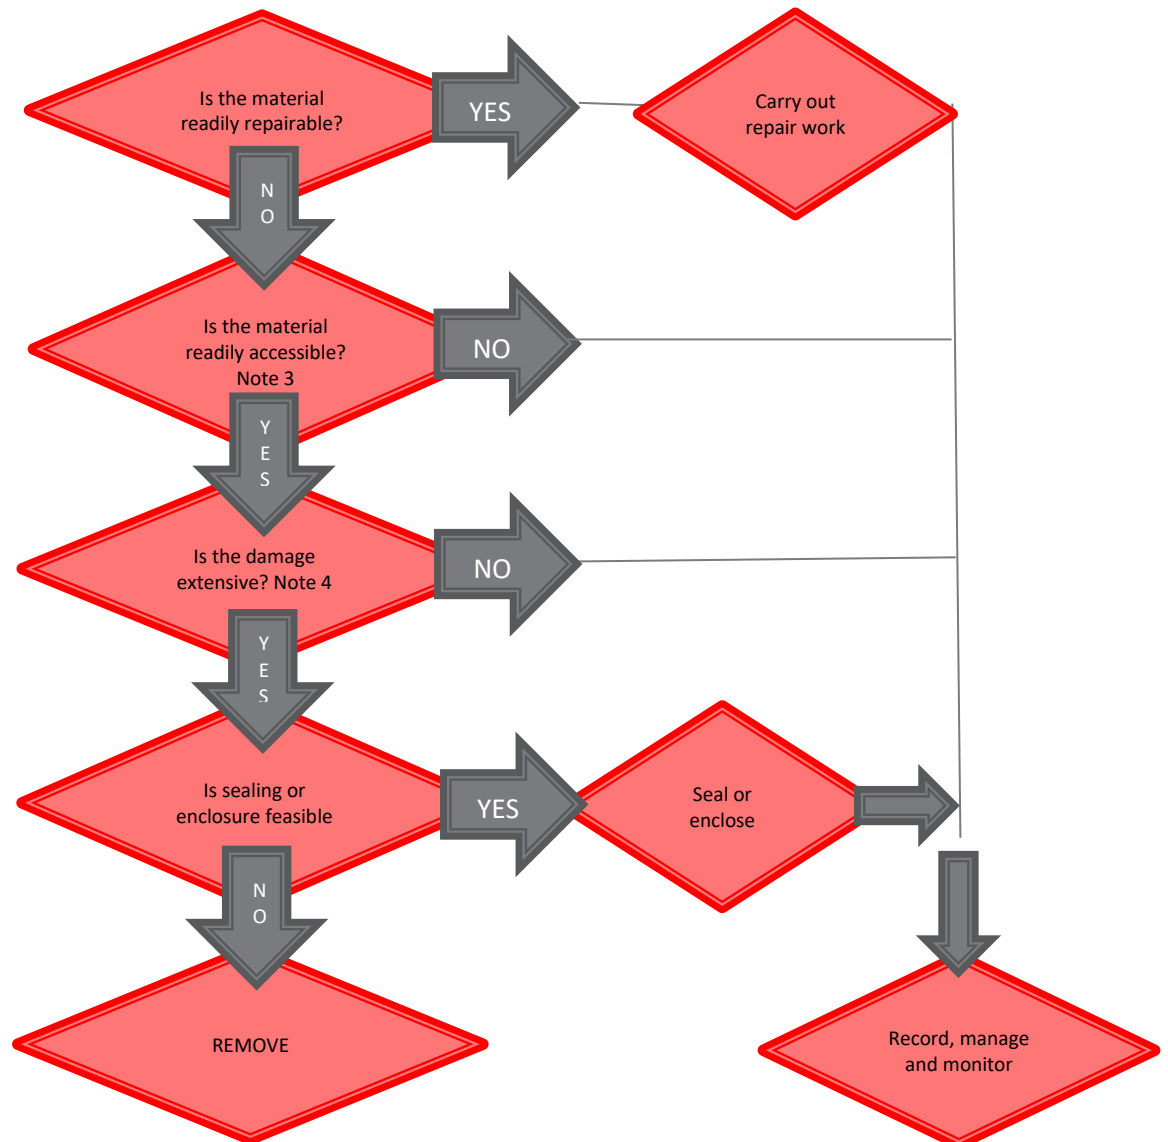 Is the material
readily repairable?
YES
Carry out
repair work
N
O
Is the material
readily accessible?
Note 3
NO
Y
E
S
Is the damage
extensive? Note 4
NO
Y
E
S
Is sealing or
enclosure feasible
YES
Seal or
enclose
N
O
REMOVE
Record, manage
and monitor